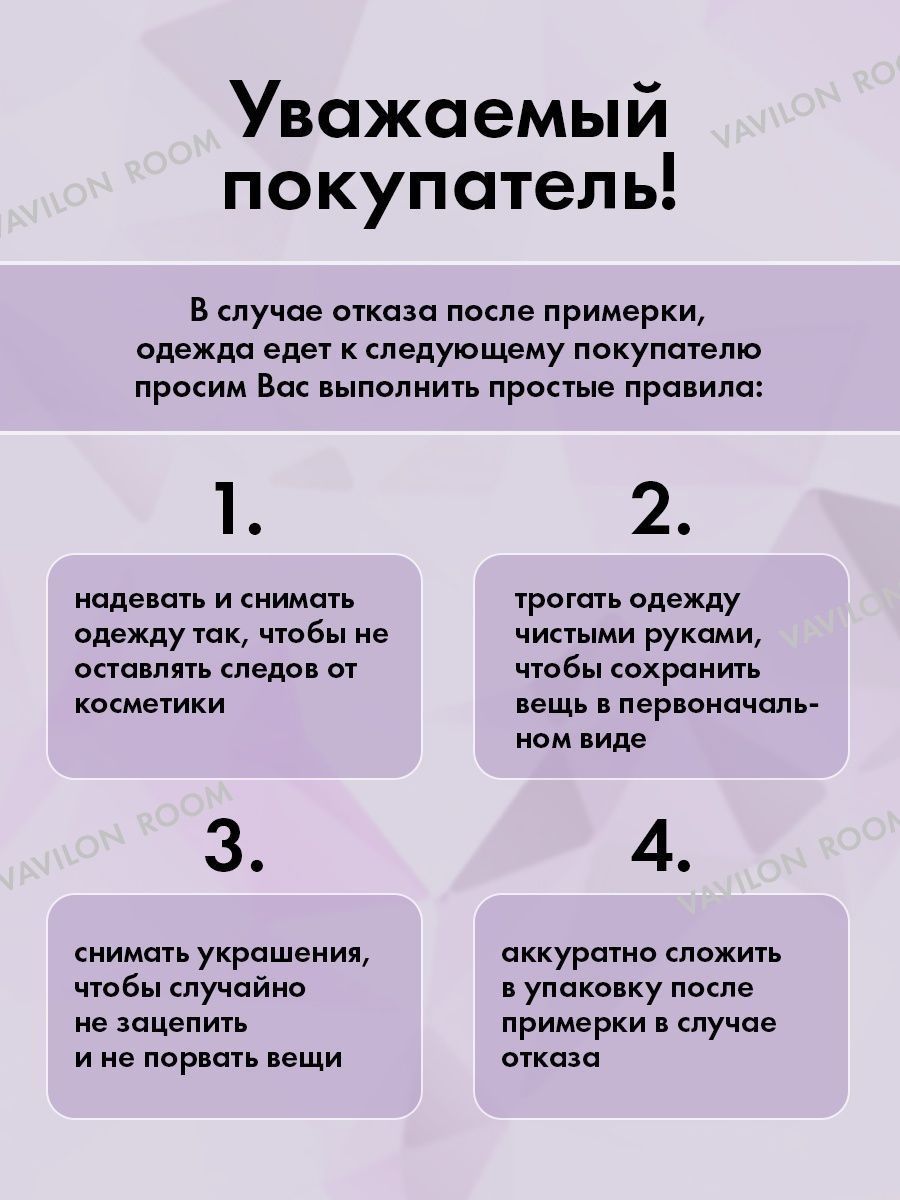 Уважаемый
покупатель!
В случае отказа после примерки,
одежда едет к следующему покупателю
просим Вас выполнить простые правила:
1.
надевать и снимать
одежду так, чтобы не
оставлять следов от
косметики
2.
трогать одежду
чистыми руками,
чтобы сохранить
вещь в первоначаль-
ном виде
3.
снимать украшения,
чтобы случайно
не зацепить
и не порвать вещи
4.
аккуратно сложить
в упаковку после
примерки в случае
отказа
VAVILON ROOM
VAVILON ROO
VAVILON
VAVILON ROOM
VAVILON ROOM